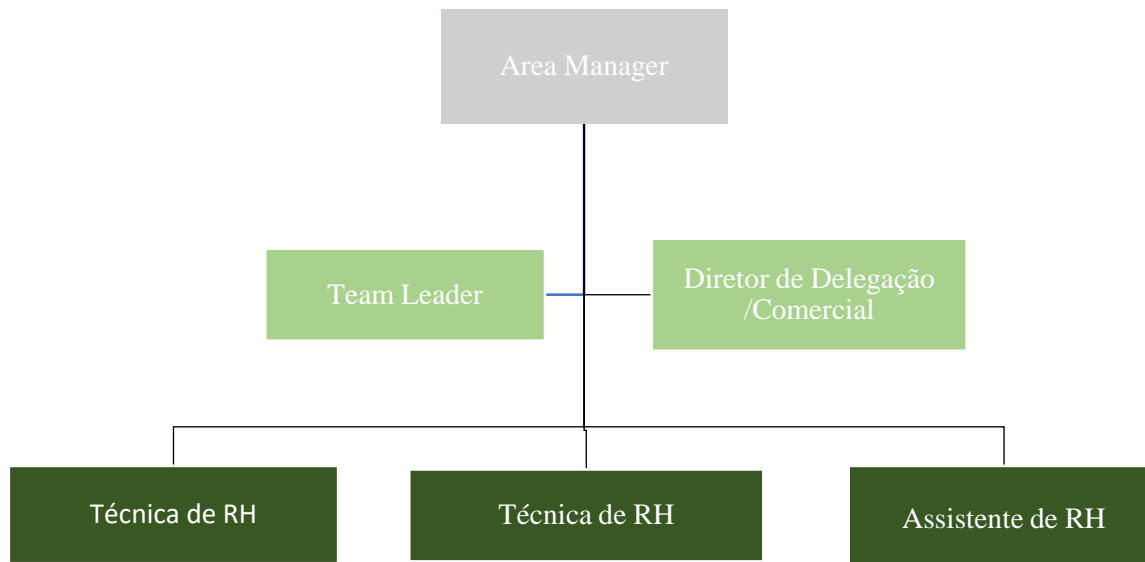 Area Manager
Team Leader
Diretor de Delegação
/Comercial
Técnica de RH
Técnica de RH
Assistente de RH